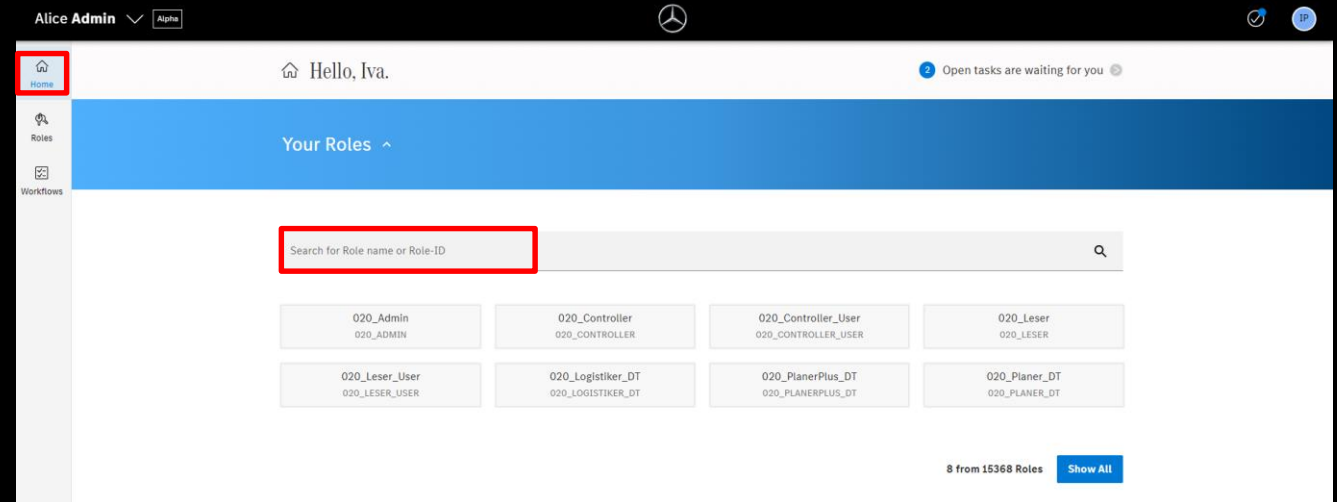 Alice Admin Alpha IP
Home
Hello, Iva. 2 Open tasks are waiting for you
Roles
Your Roles
Workflows
Search for Role name or Role-ID
020_Admin 020_Controller 020_Controller_User 020_Leser
020_ADMIN 020_CONTROLLER 020_CONTROLLER_USER 020_LESER
020_Leser_User 020_Logistiker_DT 020_PlanerPlus_DT 020_Planer_DT
020_LESER_USER 020_LOGISTIKER_DT 020_PLANERPLUS_DT 020_PLANER_DT
8 from 15368 Roles Show All